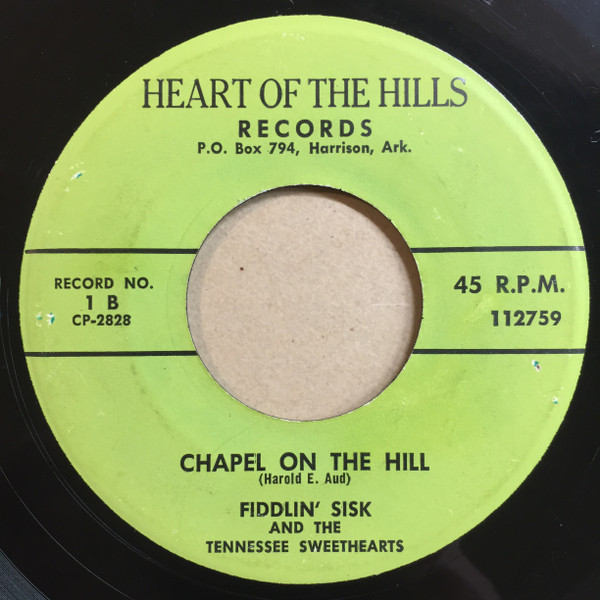 HEART OF THE HILLS
RECORDS
P.O. Box 794, Harrison, Ark.
RECORD NO.
1 B
CP-2828
45 R.P.M.
112759
CHAPEL ON THE HILL
(Harold E. Aud)
FIDDLIN' SISK
AND THE
TENNESSEE SWEETHEARTS